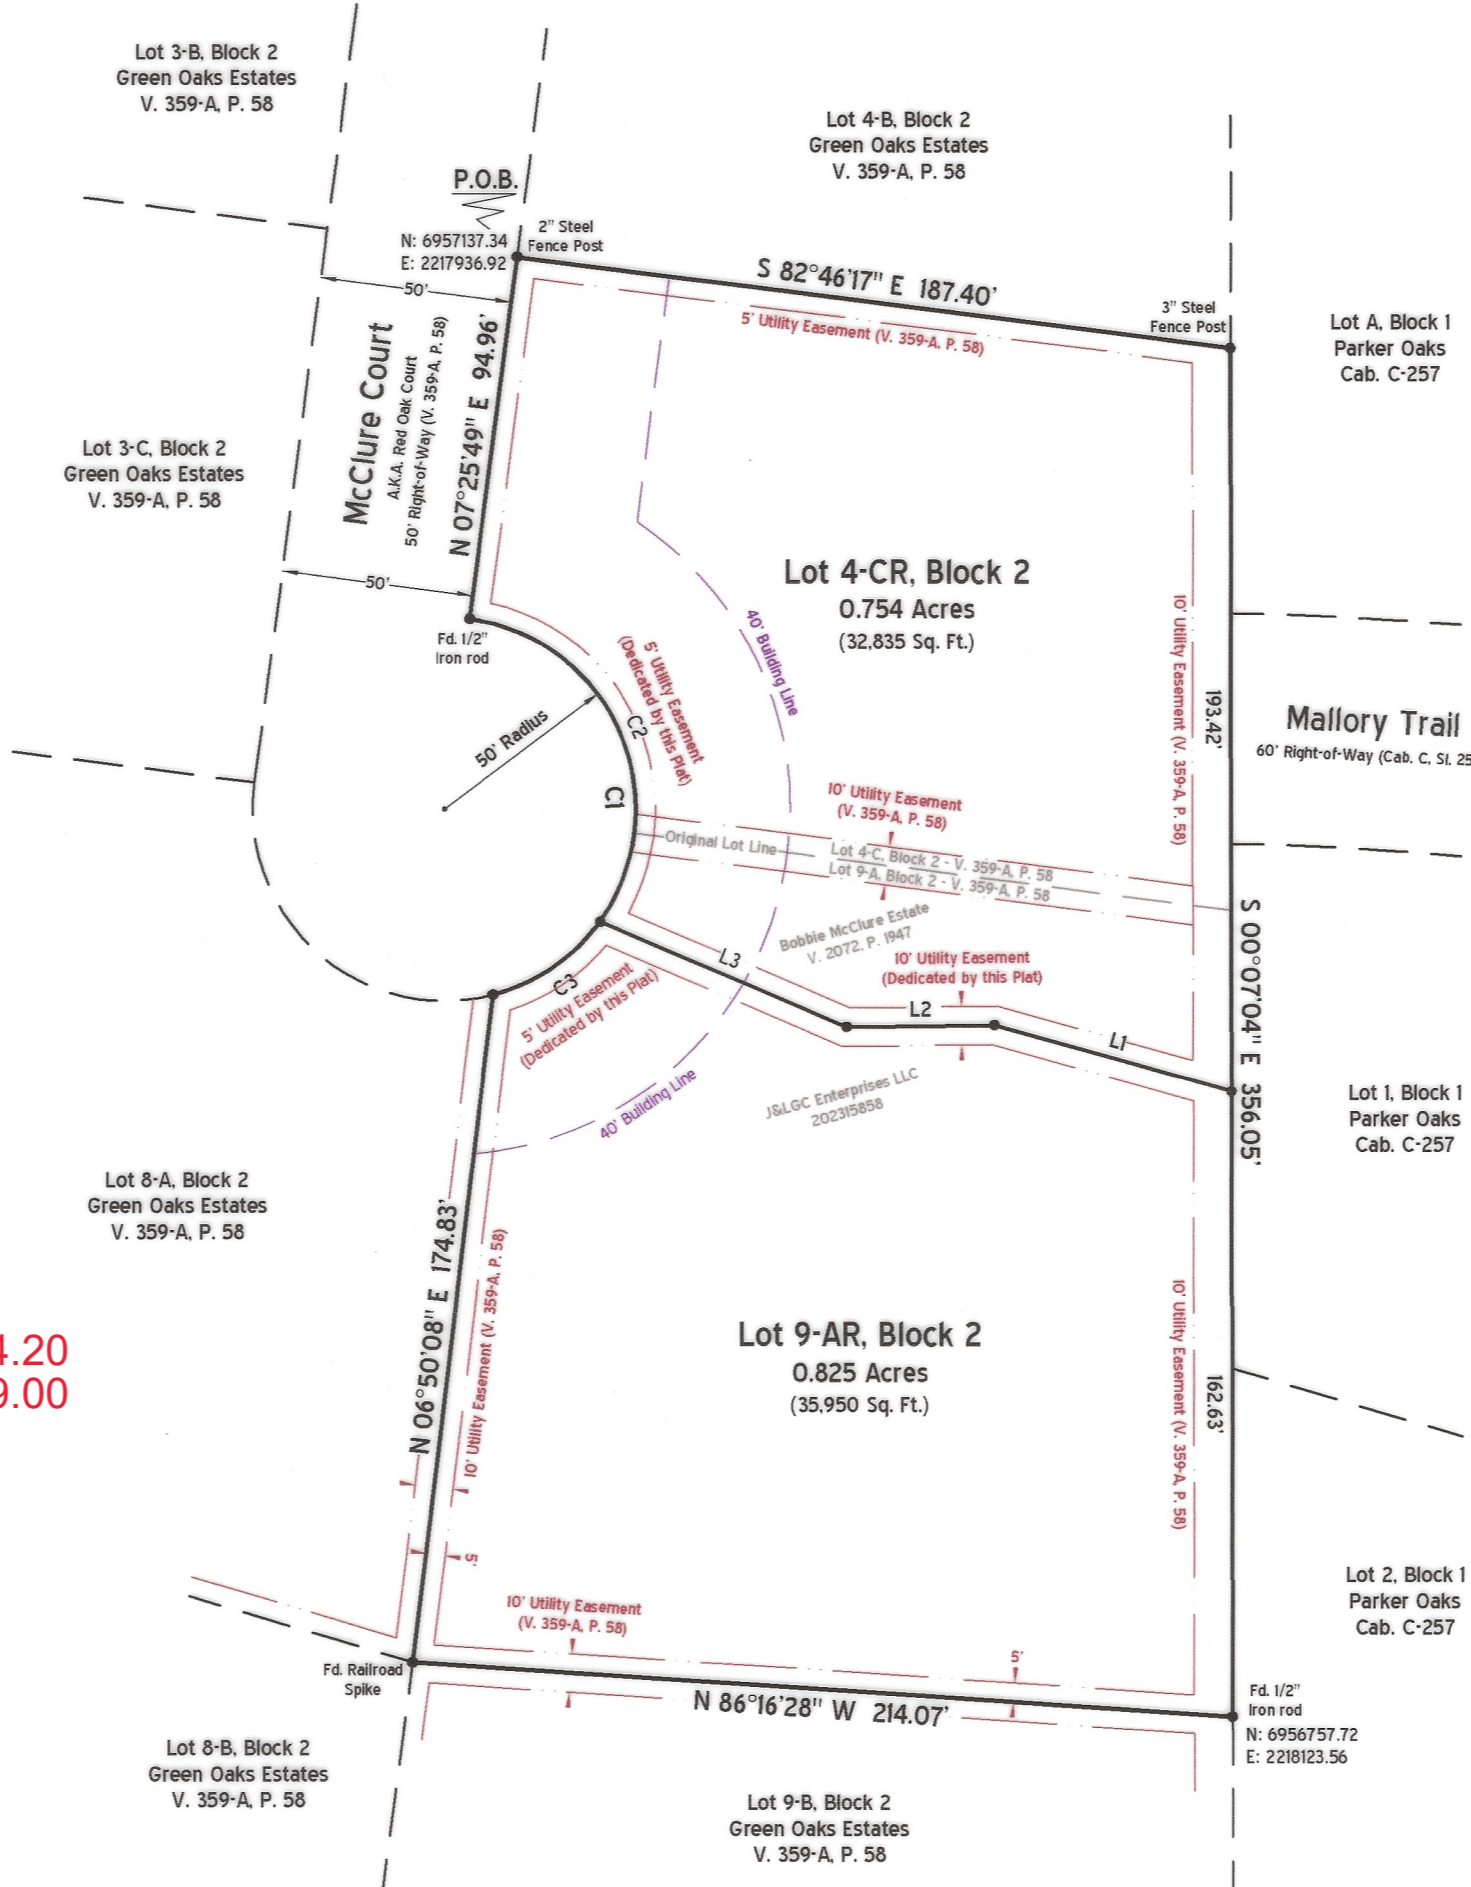 Lot 3-B, Block 2
Green Oaks Estates
V. 359-A, P. 58
Lot 4-B, Block 2
Green Oaks Estates
V. 359-A, P. 58
P.O.B.
N: 6957137.34
E: 2217936.92
2" Steel
Fence Post
S 82°46'17" E 187.40'
5' Utility Easement (V. 359-A, P. 58)
3" Steel
Fence Post
Lot A, Block 1
Parker Oaks
Cab. C-257
50'
McClure Court
A.K.A. Red Oak Court
50' Right-of-Way (V. 359-A, P. 58)
N 07°25'49" E 94.96'
Lot 3-C, Block 2
Green Oaks Estates
V. 359-A, P. 58
50'
Fd. 1/2"
Iron rod
Lot 4-CR, Block 2
0.754 Acres
(32,835 Sq. Ft.)
40' Building Line
5' Utility Easement
(Dedicated by this Plat)
C2
50' Radius
C1
10' Utility Easement (V. 359-A, P. 58)
193.42'
Mallory Trail
60' Right-of-Way (Cab. C, Sl. 25
10' Utility Easement
(V. 359-A, P. 58)
Original Lot Line
Lot 4-C, Block 2 - V. 359-A, P. 58
Lot 9-A, Block 2 - V. 359-A, P. 58
Bobbie McClure Estate
V. 2072, P. 1947
L3
10' Utility Easement
(Dedicated by this Plat)
L2
L1
S 00°07'04" E 356.05'
C3
5' Utility Easement
(Dedicated by this Plat)
40' Building Line
J&LGC Enterprises LLC
202315858
Lot 1, Block 1
Parker Oaks
Cab. C-257
Lot 8-A, Block 2
Green Oaks Estates
V. 359-A, P. 58
N 06°50'08" E 174.83'
10' Utility Easement (V. 359-A, P. 58)
4.20
9.00
Lot 9-AR, Block 2
0.825 Acres
(35,950 Sq. Ft.)
10' Utility Easement (V. 359-A, P. 58)
162.63'
5'
10' Utility Easement
(V. 359-A, P. 58)
5'
Lot 2, Block 1
Parker Oaks
Cab. C-257
Fd. Railroad
Spike
N 86°16'28" W 214.07'
Fd. 1/2"
Iron rod
N: 6956757.72
E: 2218123.56
Lot 8-B, Block 2
Green Oaks Estates
V. 359-A, P. 58
Lot 9-B, Block 2
Green Oaks Estates
V. 359-A, P. 58